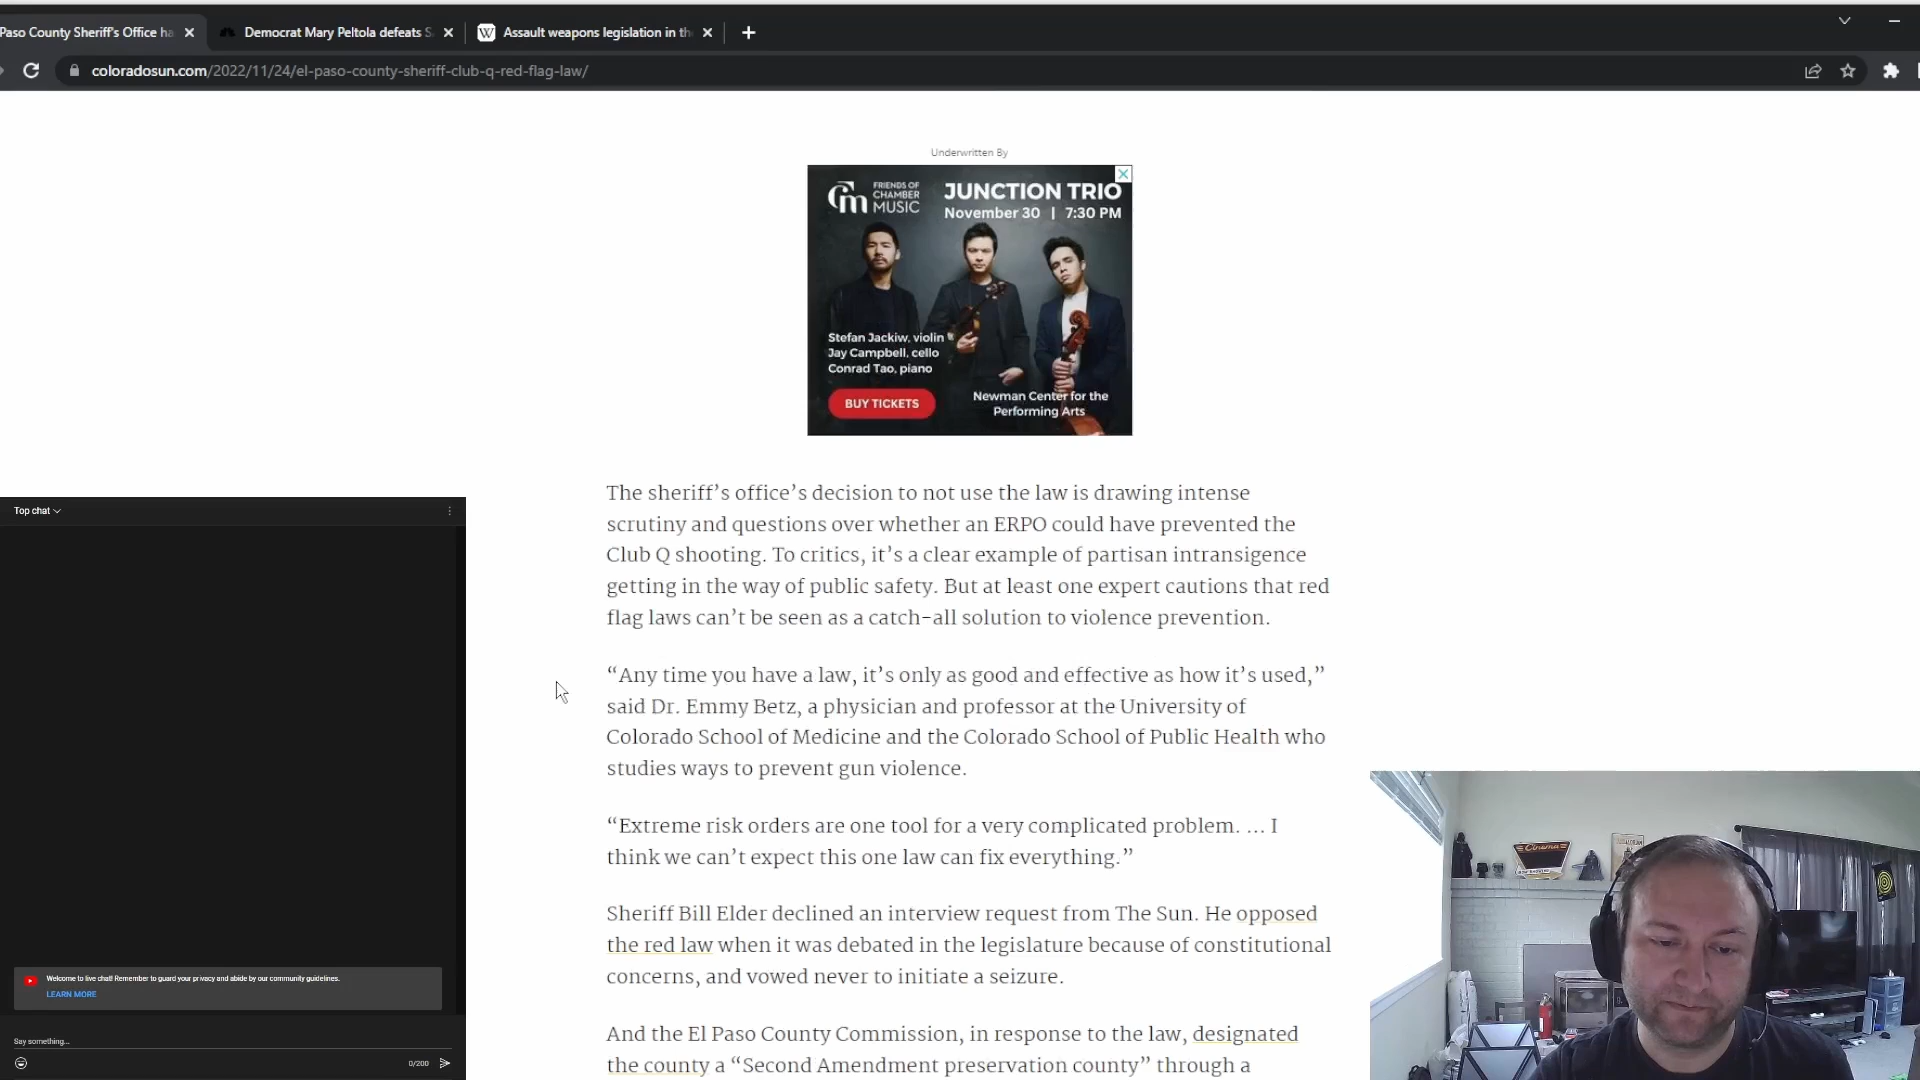 Paso County Sheriff's Office ha
Democrat Mary Peltola defeats S
Assault weapons legislation in th
coloradosun.com/2022/11/24/el-paso-county-sheriff-club-q-red-flag-law/
Underwritten By
FRIENDS OF
CHAMBER
MUSIC
JUNCTION TRIO
November 30 | 7:30 PM
Stefan Jackiw, violin
Jay Campbell, cello
Conrad Tao, piano
BUY TICKETS
Newman Center for the
Performing Arts
The sheriff’s office’s decision to not use the law is drawing intense
scrutiny and questions over whether an ERPO could have prevented the
Club Q shooting. To critics, it’s a clear example of partisan intransigence
getting in the way of public safety. But at least one expert cautions that red
flag laws can’t be seen as a catch-all solution to violence prevention.
“Any time you have a law, it’s only as good and effective as how it’s used,”
said Dr. Emmy Betz, a physician and professor at the University of
Colorado School of Medicine and the Colorado School of Public Health who
studies ways to prevent gun violence.
“Extreme risk orders are one tool for a very complicated problem. … I
think we can’t expect this one law can fix everything.”
Sheriff Bill Elder declined an interview request from The Sun. He opposed
the red law when it was debated in the legislature because of constitutional
concerns, and vowed never to initiate a seizure.
And the El Paso County Commission, in response to the law, designated
the county a “Second Amendment preservation county” through a
Top chat
Welcome to live chat! Remember to guard your privacy and abide by our community guidelines.
LEARN MORE
Say something...
0/200
Cinema